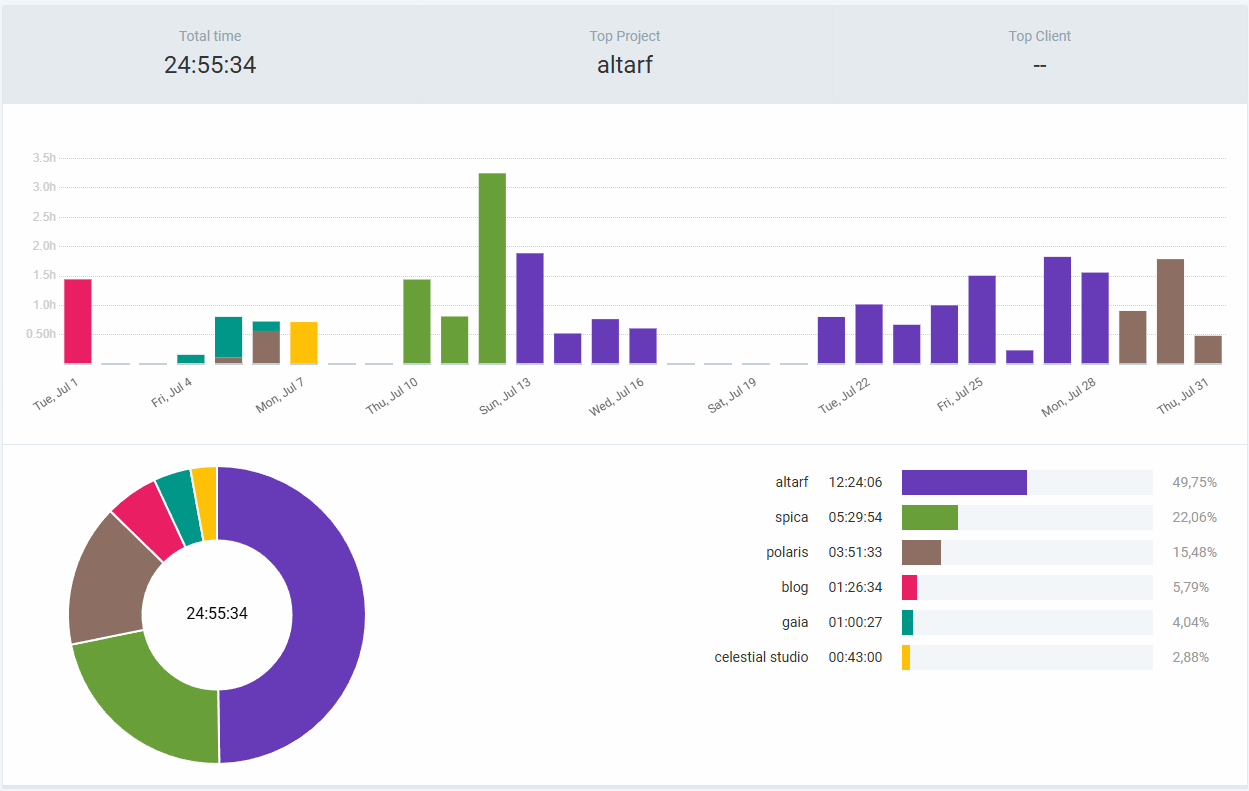 Total time
24:55:34
Top Project
altarf
Top Client
--
3.5h
3.0h
2.5h
2.0h
1.5h
1.0h
0.50h
Tue, Jul 1
Fri, Jul 4
Mon, Jul 7
Thu, Jul 10
Sun, Jul 13
Wed, Jul 16
Sat, Jul 19
Tue, Jul 22
Fri, Jul 25
Mon, Jul 28
Thu, Jul 31
24:55:34
altarf 12:24:06 49,75%
spica 05:29:54 22,06%
polaris 03:51:33 15,48%
blog 01:26:34 5,79%
gaia 01:00:27 4,04%
celestial studio 00:43:00 2,88%